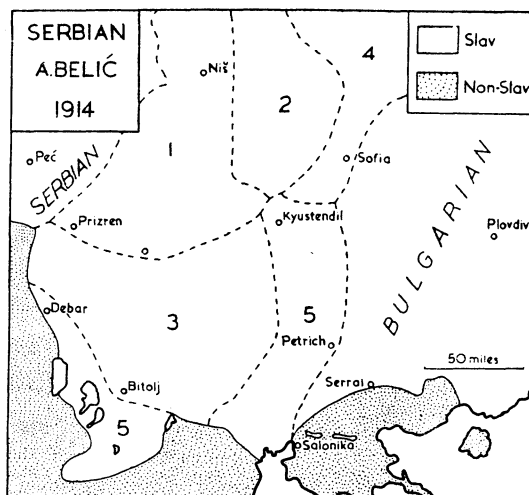 SERBIAN
A.BELIĆ
1914
Slav
Non-Slav
4
Niš
2
1
Sofia
Peć
SERBIAN
Prizren
Kyustendil
Plovdiv
BULGARIAN
Debar
3
5
Petrich
50 miles
Bitolj
Serrai
5
Salonika